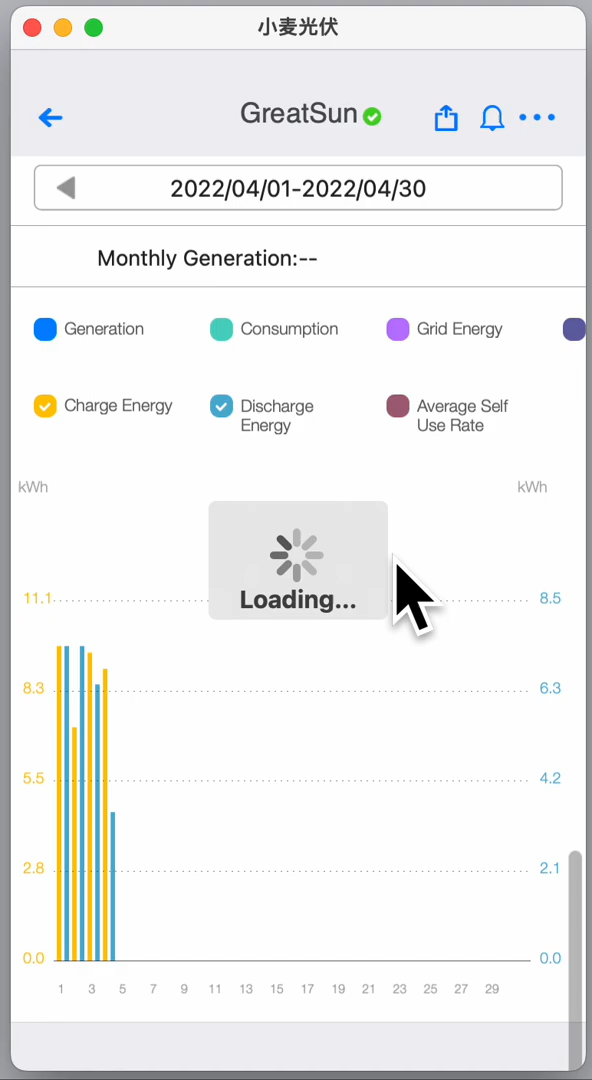 小麦光伏
GreatSun
2022/04/01-2022/04/30
Monthly Generation:--
Generation
Consumption
Grid Energy
Charge Energy
Discharge
Energy
Average Self
Use Rate
kWh
kWh
Loading...
11.1
8.5
8.3
6.3
5.5
4.2
2.8
2.1
0.0
0.0
1 3 5 7 9 11 13 15 17 19 21 23 25 27 29